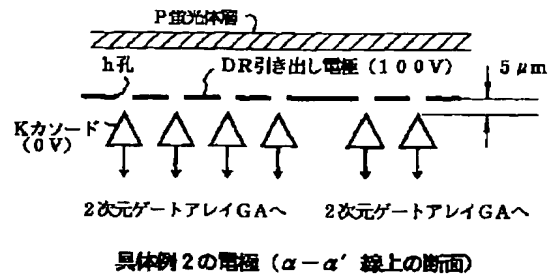 P蛍光体層
h孔
DR引き出し電極(100V)
5μm
Kカソード
(0V)
2次元ゲートアレイGAへ
2次元ゲートアレイGAへ
具体例2の電極(α-α′線上の断面)